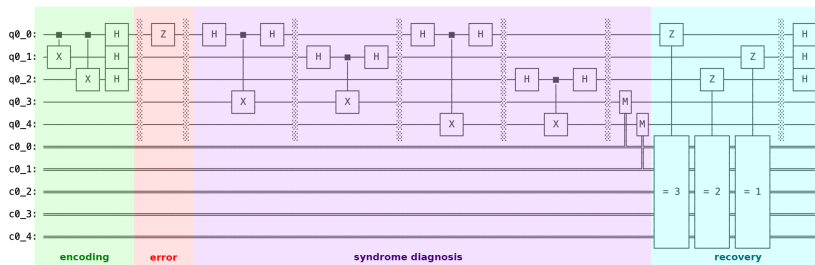 q0_0: H Z H H H H Z H
q0_1: X H H H Z H
q0_2: X H H H Z H
q0_3: X X M
q0_4: X X M
c0_0:
c0_1:
c0_2: = 3 = 2 = 1
c0_3:
c0_4:
encoding error syndrome diagnosis recovery